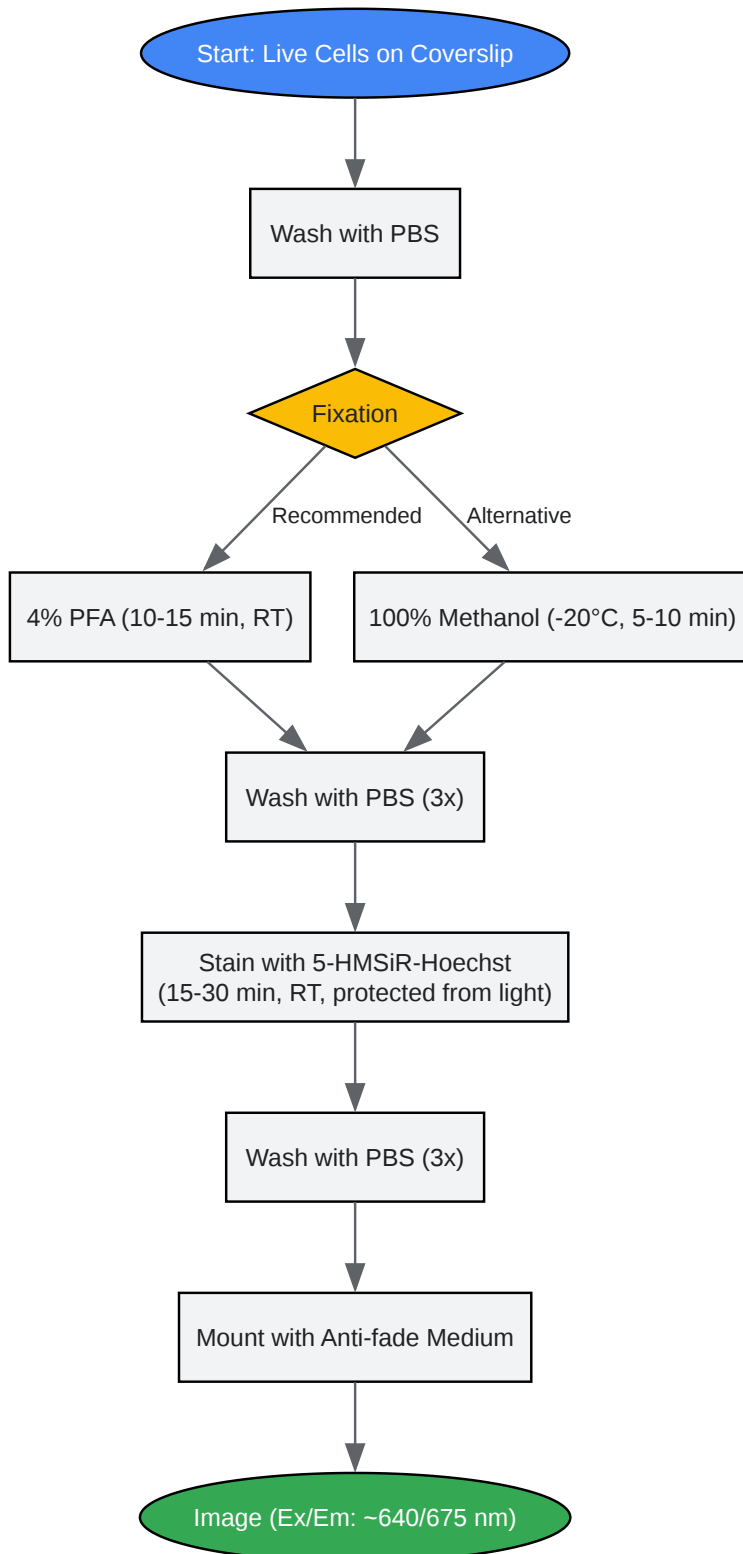 Start: Live Cells on Coverslip
Wash with PBS
Fixation
Recommended
Alternative
4% PFA (10-15 min, RT)
100% Methanol (-20°C, 5-10 min)
Wash with PBS (3x)
Stain with 5-HMSiR-Hoechst
(15-30 min, RT, protected from light)
Wash with PBS (3x)
Mount with Anti-fade Medium
Image (Ex/Em: ~640/675 nm)